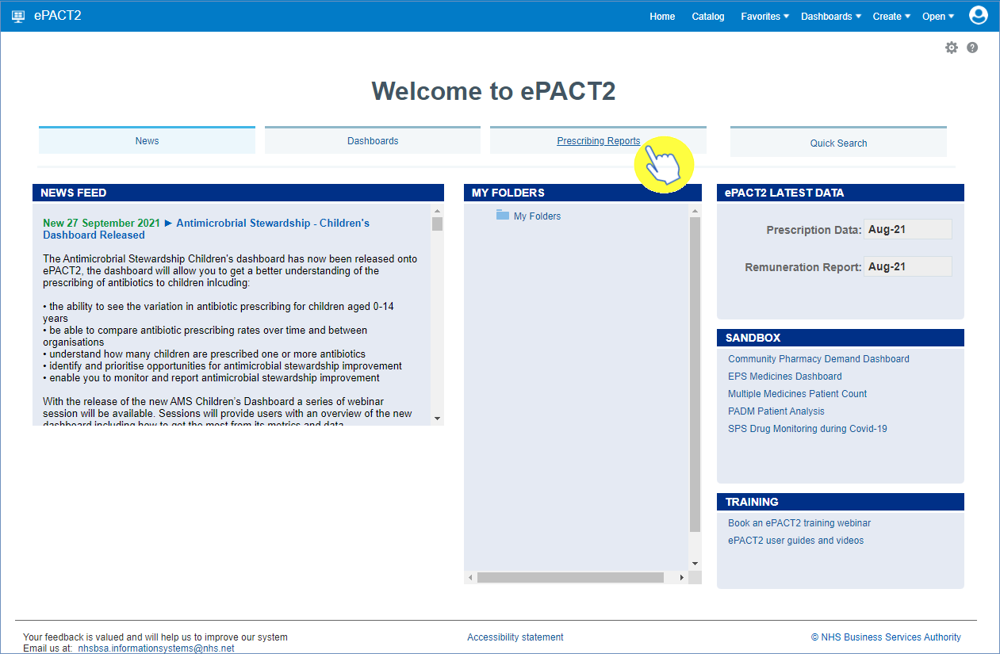 ePACT2
Home Catalog Favorites Dashboards Create Open
Welcome to ePACT2
News Dashboards Prescribing Reports Quick Search
NEWS FEED
New 27 September 2021 ► Antimicrobrial Stewardship - Children's
Dashboard Released
The Antimicrobial Stewardship Children's dashboard has now been released onto
ePACT2, the dashboard will allow you to get a better understanding of the
prescribing of antibiotics to children inlcuding:
• the ability to see the variation in antibiotic prescribing for children aged 0-14
years
• be able to compare antibiotic prescribing rates over time and between
organisations
• understand how many children are prescribed one or more antibiotics
• identify and prioritise opportunities for antimicrobial stewardship improvement
• enable you to monitor and report antimicrobial stewardship improvement
With the release of the new AMS Children's Dashboard a series of webinar
session will be available. Sessions will provide users with an overview of the new
dashboard including how to get the most from its metrics and data
MY FOLDERS
My Folders
ePACT2 LATEST DATA
Prescription Data: Aug-21
Remuneration Report: Aug-21
SANDBOX
Community Pharmacy Demand Dashboard
EPS Medicines Dashboard
Multiple Medicines Patient Count
PADM Patient Analysis
SPS Drug Monitoring during Covid-19
TRAINING
Book an ePACT2 training webinar
ePACT2 user guides and videos
Your feedback is valued and will help us to improve our system
Email us at: nhsbsa.informationsystems@nhs.net
Accessibility statement
© NHS Business Services Authority